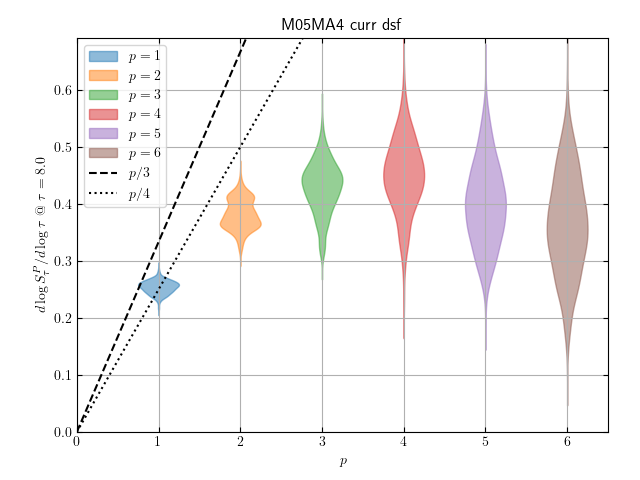 M05MA4 curr dsf
p = 1
p = 2
p = 3
p = 4
p = 5
p = 6
p/3
p/4
d log S_τ^P / d log τ @ τ = 8.0
0.6
0.5
0.4
0.3
0.2
0.1
0.0
0 1 2 3 4 5 6
p